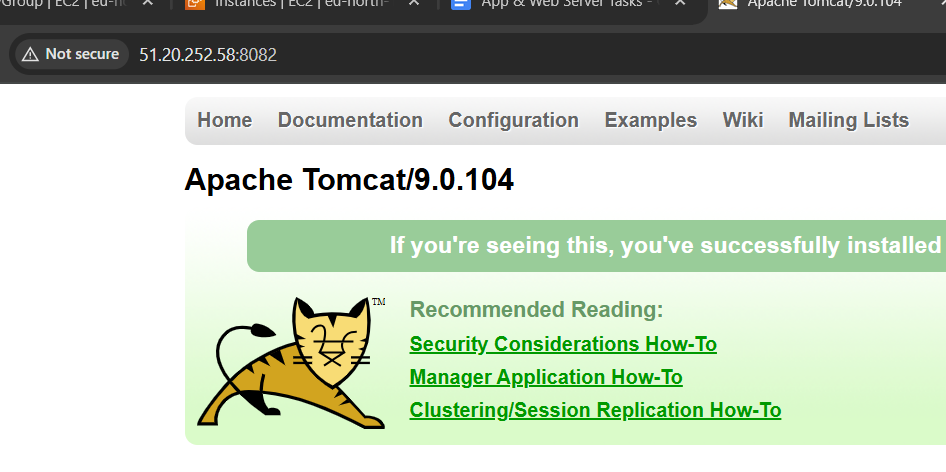 Group | EC2 | eu-n
Instances | EC2 | eu-north-
App & Web Server Tasks -
Apache Tomcat/9.0.104
Not secure
51.20.252.58:8082
Home Documentation Configuration Examples Wiki Mailing Lists
Apache Tomcat/9.0.104
If you're seeing this, you've successfully installed
TM
Recommended Reading:
Security Considerations How-To
Manager Application How-To
Clustering/Session Replication How-To